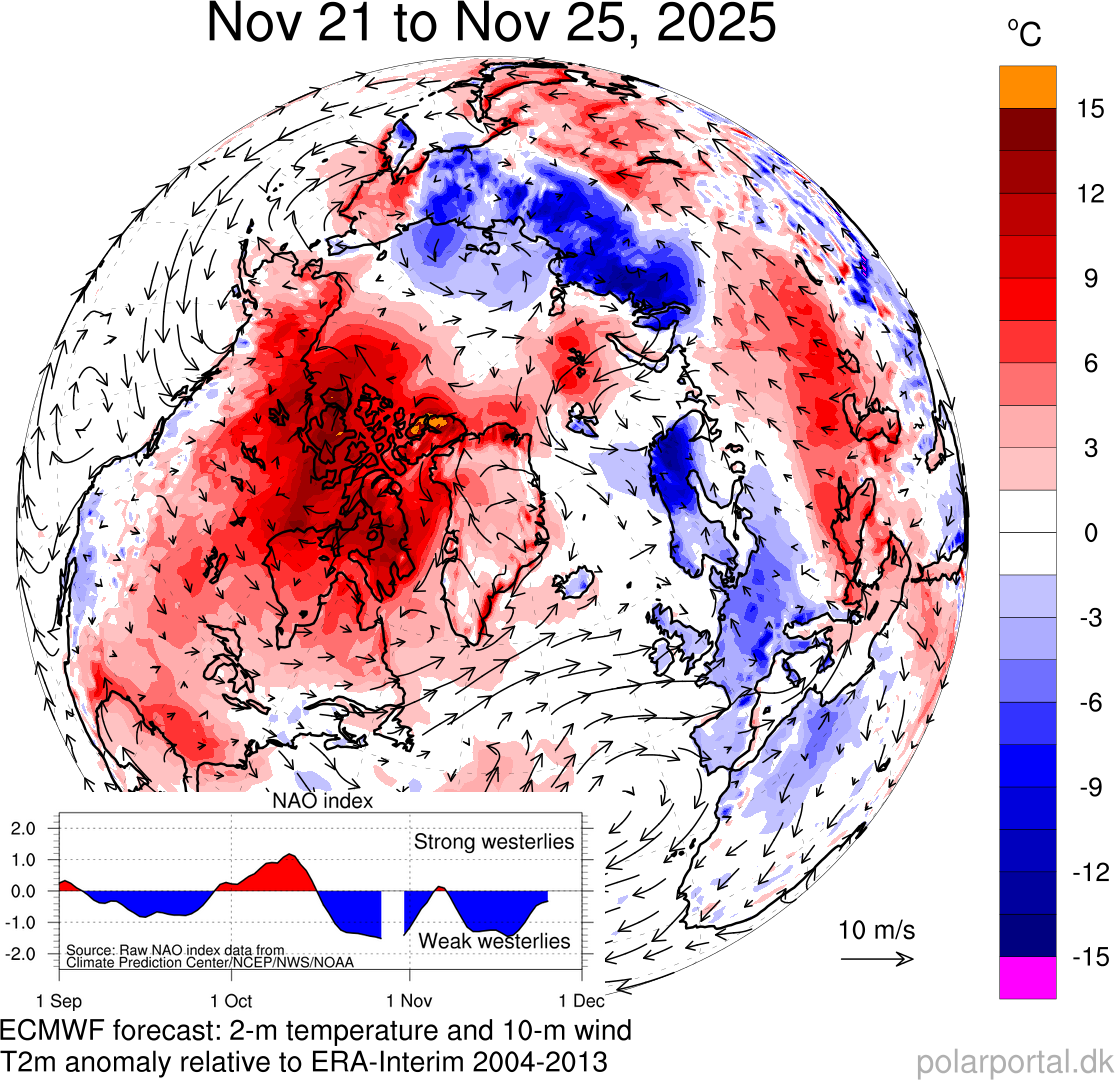 Nov 21 to Nov 25, 2025
°C
15
12
9
6
3
0
-3
-6
-9
-12
-15
10 m/s
NAO index
2.0
1.0
0.0
-1.0
-2.0
Strong westerlies
Weak westerlies
Source: Raw NAO index data from
Climate Prediction Center/NCEP/NWS/NOAA
1 Sep
1 Oct
1 Nov
1 Dec
ECMWF forecast: 2-m temperature and 10-m wind
T2m anomaly relative to ERA-Interim 2004-2013
polarportal.dk